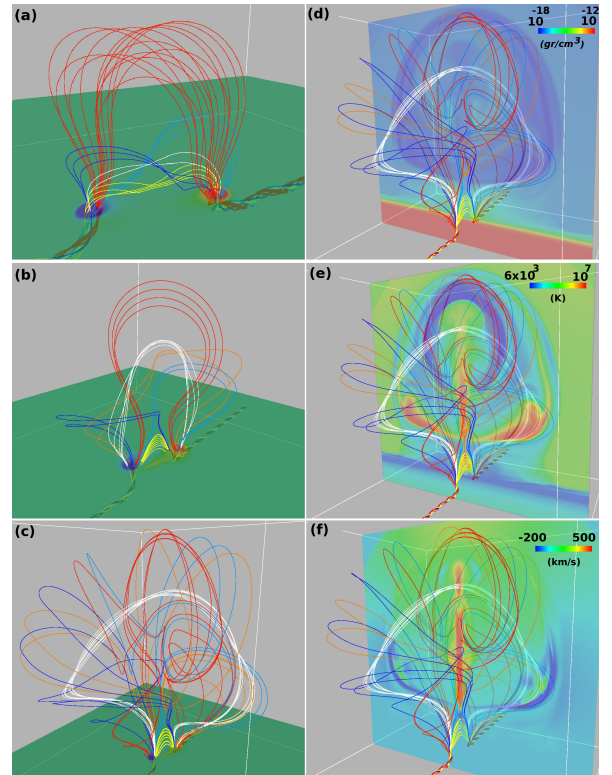 (a)
(d)
-18
-12
10
10
(gr/cm³)
(b)
(e)
6x10³
10⁷
(K)
(c)
(f)
-200
500
(km/s)